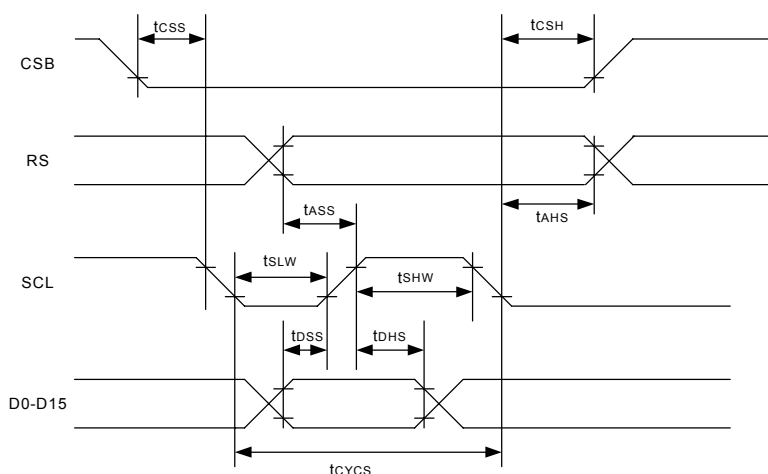 tCSS
tCSH
CSB
RS
tASS
tAHS
tSLW
tSHW
SCL
tDSS
tDHS
D0-D15
tCYCS